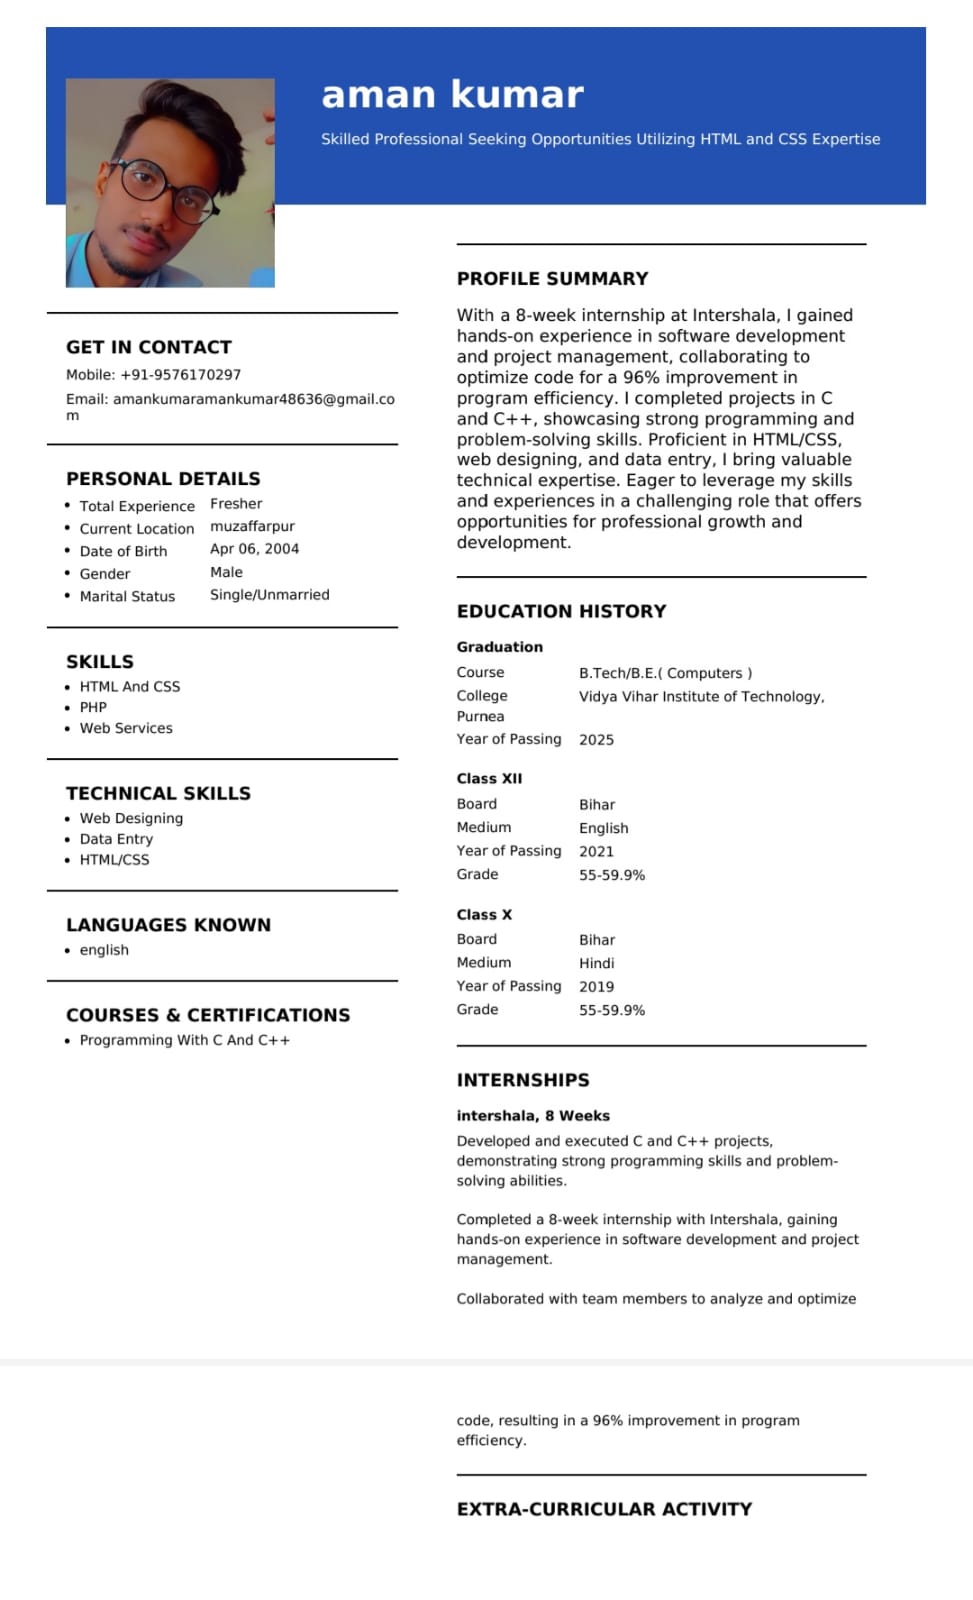 aman kumar
Skilled Professional Seeking Opportunities Utilizing HTML and CSS Expertise
GET IN CONTACT
Mobile: +91-9576170297
Email: amankumaramankumar48636@gmail.co
m
PERSONAL DETAILS
• Total Experience Fresher
• Current Location muzaffarpur
• Date of Birth Apr 06, 2004
• Gender Male
• Marital Status Single/Unmarried
SKILLS
• HTML And CSS
• PHP
• Web Services
TECHNICAL SKILLS
• Web Designing
• Data Entry
• HTML/CSS
LANGUAGES KNOWN
• english
COURSES & CERTIFICATIONS
• Programming With C And C++
PROFILE SUMMARY
With a 8-week internship at Intershala, I gained
hands-on experience in software development
and project management, collaborating to
optimize code for a 96% improvement in
program efficiency. I completed projects in C
and C++, showcasing strong programming and
problem-solving skills. Proficient in HTML/CSS,
web designing, and data entry, I bring valuable
technical expertise. Eager to leverage my skills
and experiences in a challenging role that offers
opportunities for professional growth and
development.
EDUCATION HISTORY
Graduation
Course B.Tech/B.E.( Computers )
College Vidya Vihar Institute of Technology,
Purnea
Year of Passing 2025
Class XII
Board Bihar
Medium English
Year of Passing 2021
Grade 55-59.9%
Class X
Board Bihar
Medium Hindi
Year of Passing 2019
Grade 55-59.9%
INTERNSHIPS
intershala, 8 Weeks
Developed and executed C and C++ projects,
demonstrating strong programming skills and problem-
solving abilities.
Completed a 8-week internship with Intershala, gaining
hands-on experience in software development and project
management.
Collaborated with team members to analyze and optimize
code, resulting in a 96% improvement in program
efficiency.
EXTRA-CURRICULAR ACTIVITY